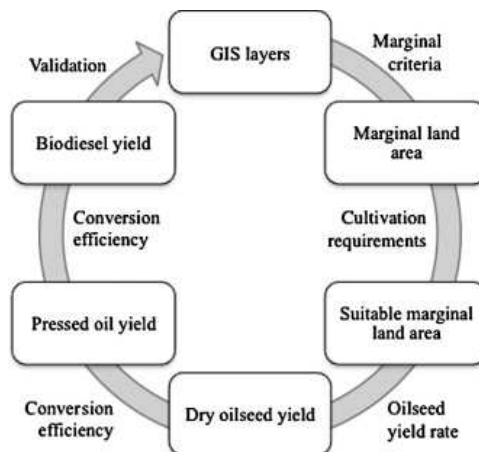 GIS layers
Marginal
criteria
Marginal land
area
Cultivation
requirements
Suitable marginal
land area
Oilseed
yield rate
Dry oilseed yield
Conversion
efficiency
Pressed oil yield
Conversion
efficiency
Biodiesel yield
Validation